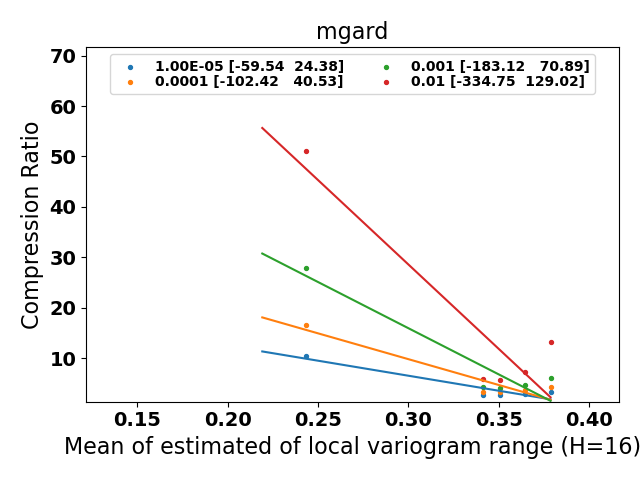 mgard
1.00E-05 [-59.54  24.38]
0.0001 [-102.42   40.53]
0.001 [-183.12   70.89]
0.01 [-334.75  129.02]
Compression Ratio
70
60
50
40
30
20
10
0.15 0.20 0.25 0.30 0.35 0.40
Mean of estimated of local variogram range (H=16)